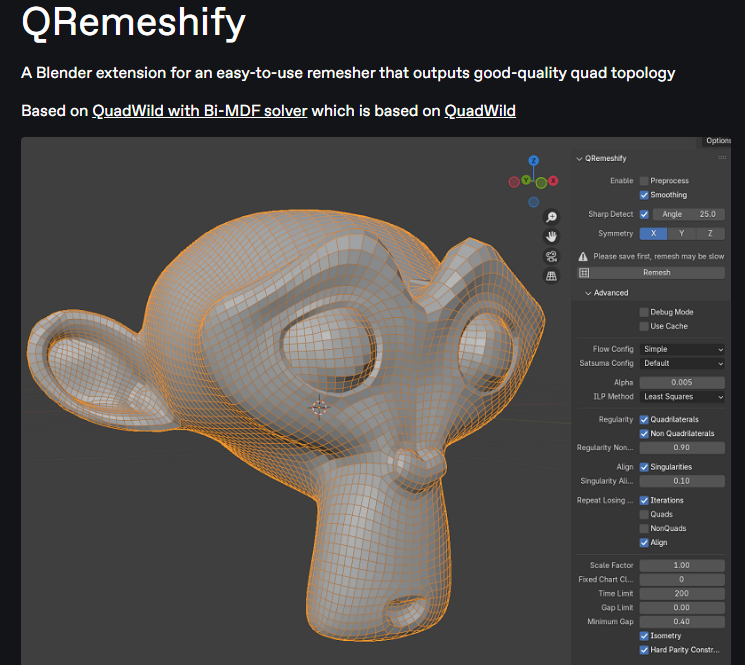 QRemeshify
A Blender extension for an easy-to-use remesher that outputs good-quality quad topology
Based on QuadWild with Bi-MDF solver which is based on QuadWild
Options
Z
Y
X
QRemeshify
Enable Preprocess
Smoothing
Sharp Detect Angle 25.0
Symmetry X Y Z
Please save first, remesh may be slow
Remesh
Advanced
Debug Mode
Use Cache
Flow Config Simple
Satsuma Config Default
Alpha 0.005
ILP Method Least Squares
Regularity Quadrilaterals
Non Quadrilaterals
Regularity Non... 0.90
Align Singularities
Singularity Ali... 0.10
Repeat Losing ... Iterations
Quads
NonQuads
Align
Scale Factor 1.00
Fixed Chart Cl... 0
Time Limit 200
Gap Limit 0.00
Minimum Gap 0.40
Isometry
Hard Parity Constr...